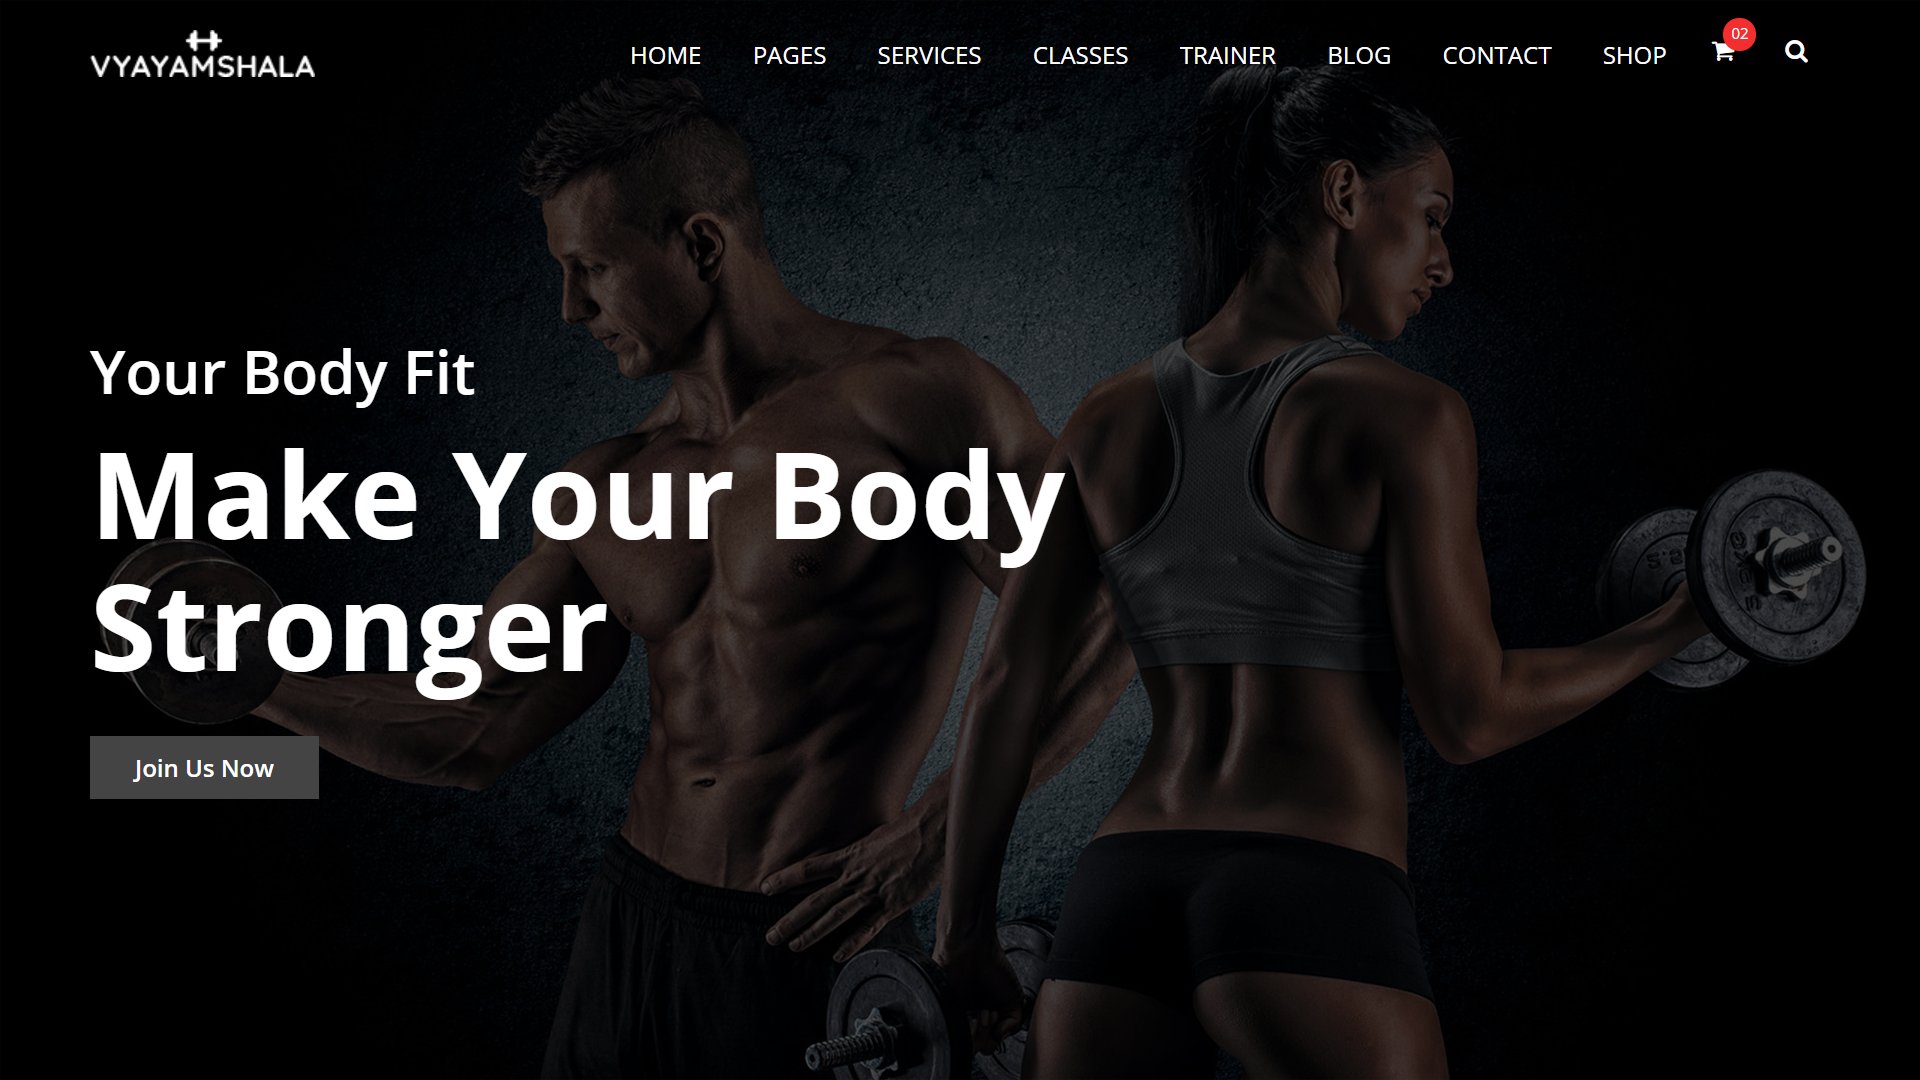 VYAYAMSHALA
HOME PAGES SERVICES CLASSES TRAINER BLOG CONTACT SHOP 02
Your Body Fit
Make Your Body
Stronger
Join Us Now